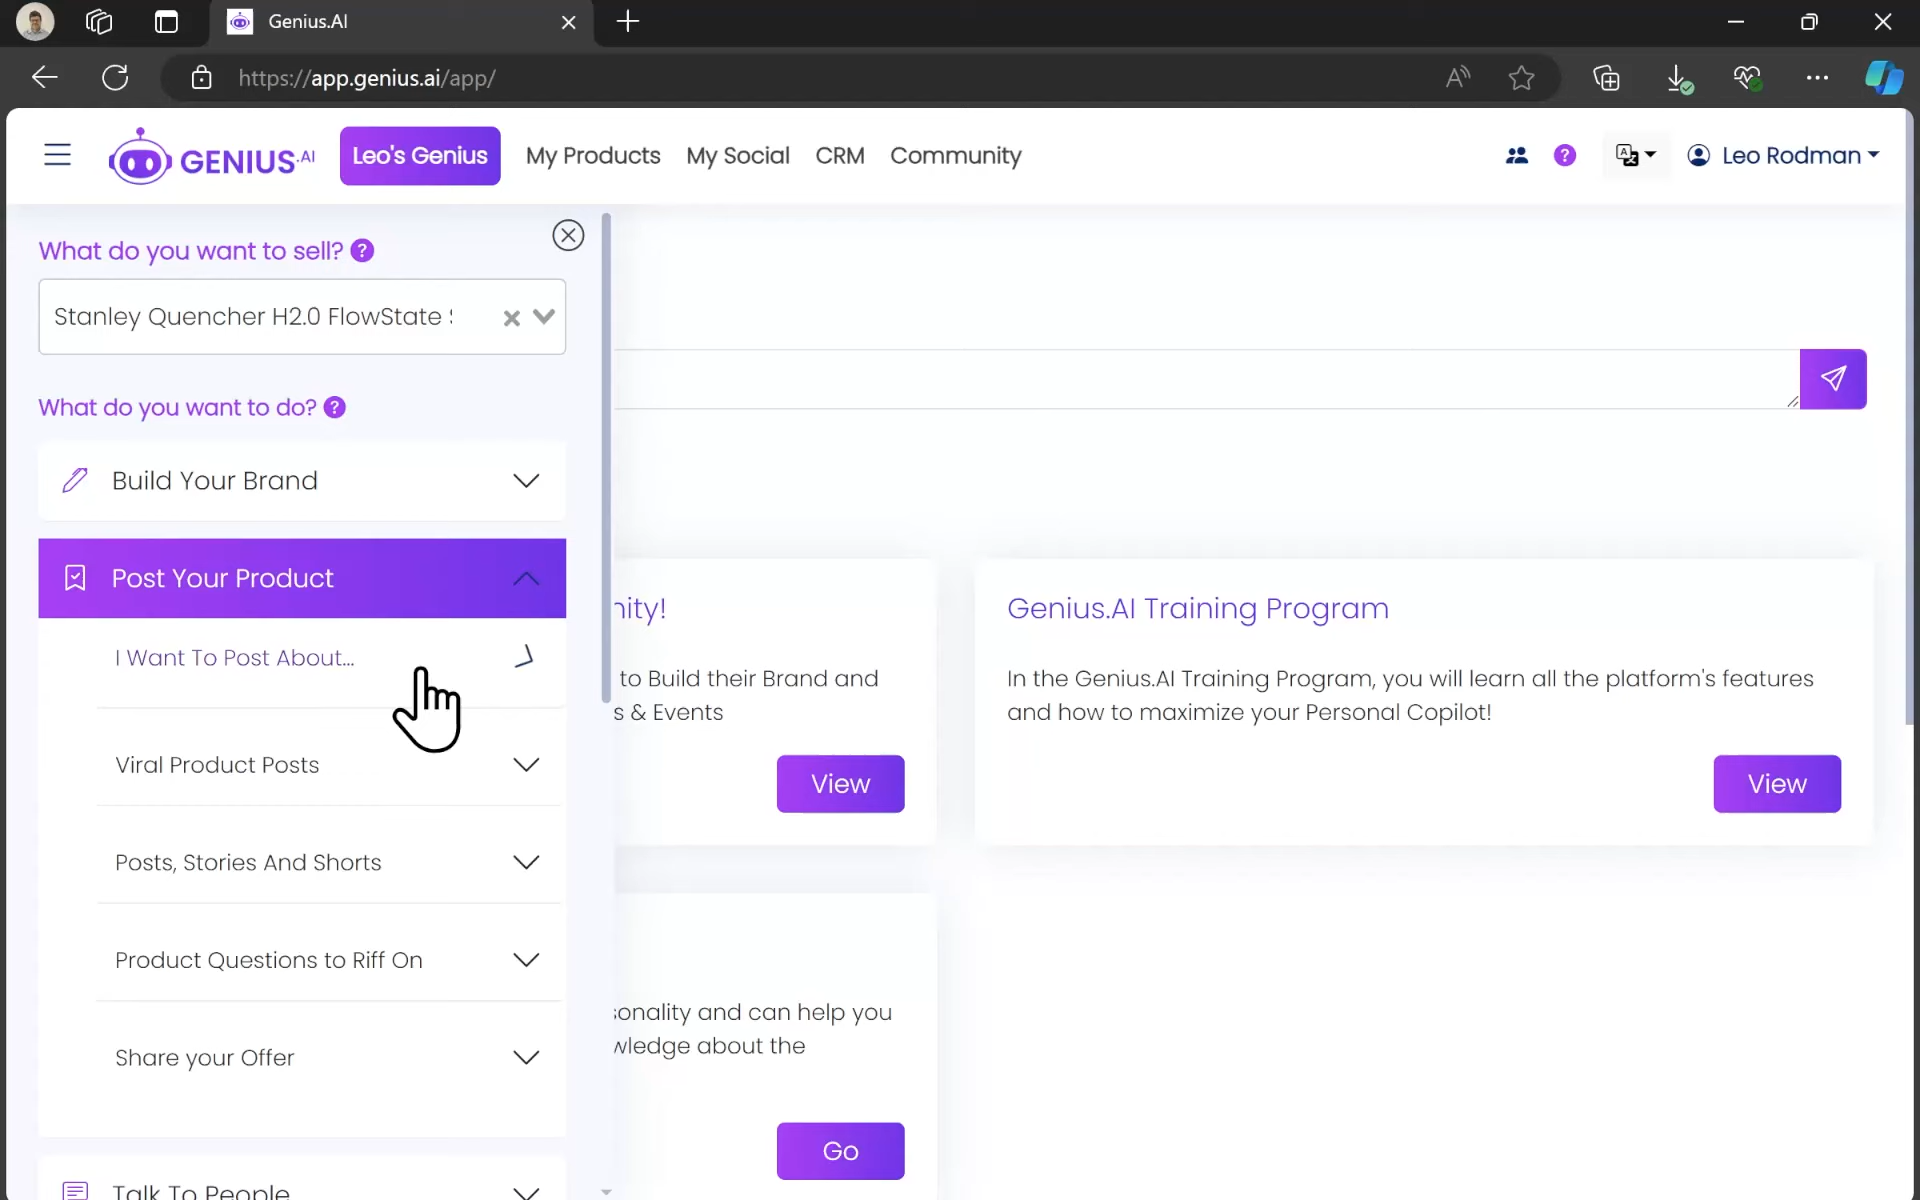 Genius.AI
https://app.genius.ai/app/
GENIUS.AI
Leo's Genius
My Products
My Social
CRM
Community
Leo Rodman
What do you want to sell?
Stanley Quencher H2.0 FlowState
What do you want to do?
Build Your Brand
Post Your Product
I Want To Post About...
Viral Product Posts
Posts, Stories And Shorts
Product Questions to Riff On
Share your Offer
Talk To People
nity!
to Build their Brand and
s & Events
View
Genius.AI Training Program
In the Genius.AI Training Program, you will learn all the platform's features
and how to maximize your Personal Copilot!
View
sonality and can help you
wledge about the
Go